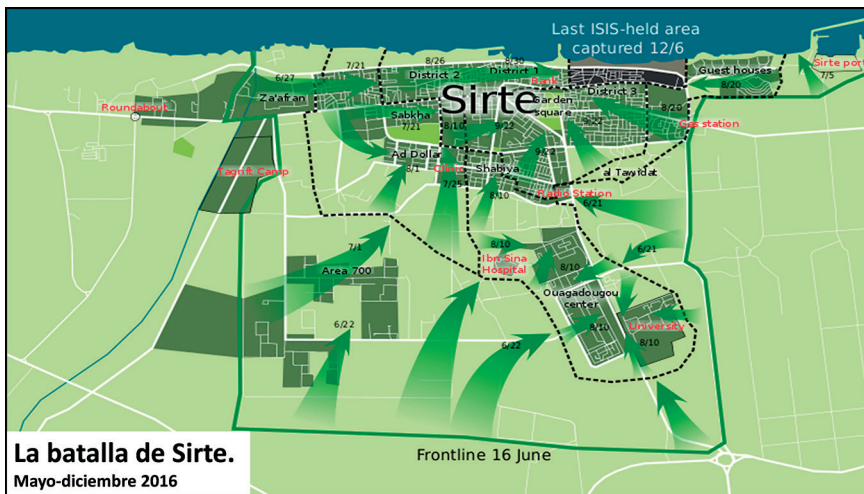 Last ISIS-held area
captured 12/6
8/26
8/30
7/21
6/27
District 2
District 1
Bank
Guest houses
Sirte port
7/5
8/20
Za'afran
Sirte
District 3
Roundabout
Sabkha
7/21
8/10
9/22
Garden
square
8/20
Gas station
Ad Dollar
8/1
Shabiya
9/22
al Tawidat
Tagrift Camp
7/25
8/10
Radio Station
6/21
7/1
8/10
6/21
Ibn Sina
Hospital
8/10
Area 700
Ouagadougou
center
6/22
8/10
University
8/10
6/22
La batalla de Sirte.
Mayo-diciembre 2016
Frontline 16 June